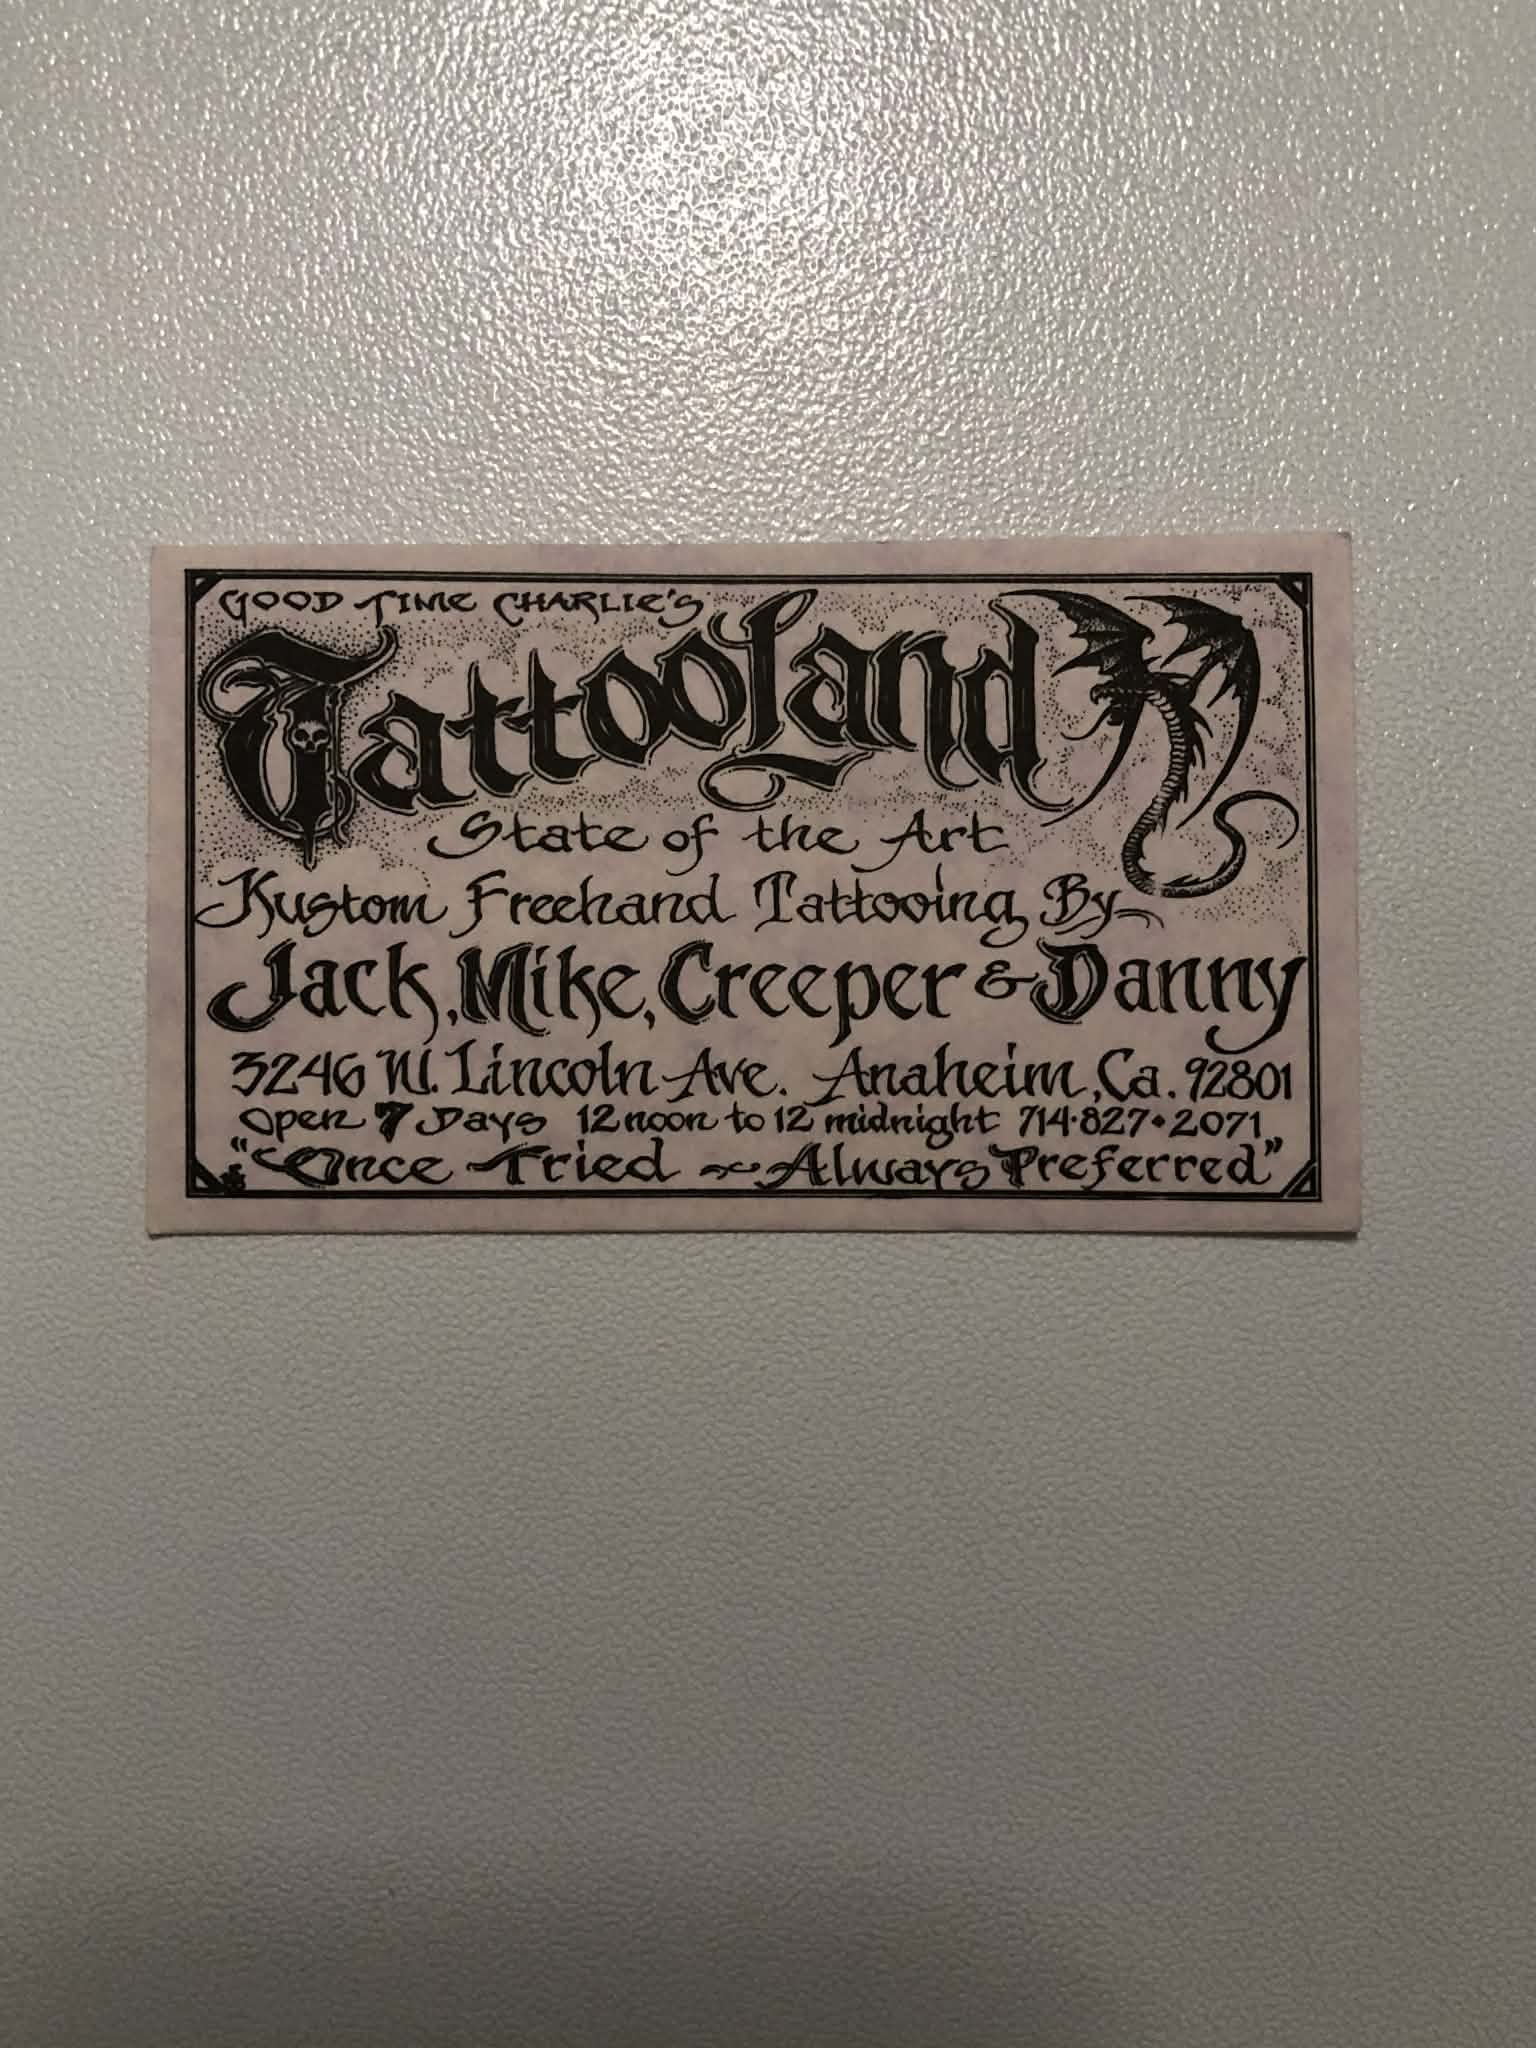 GOOD TIME CHARLIE'S
TattooLand
State of the Art
Kustom Freehand Tattooing By
Jack, Mike, Creeper & Danny
3246 W. Lincoln Ave. Anaheim, Ca. 92801
Open 7 Days 12 noon to 12 midnight 714·827·2071
"Once Tried ~ Always Preferred"